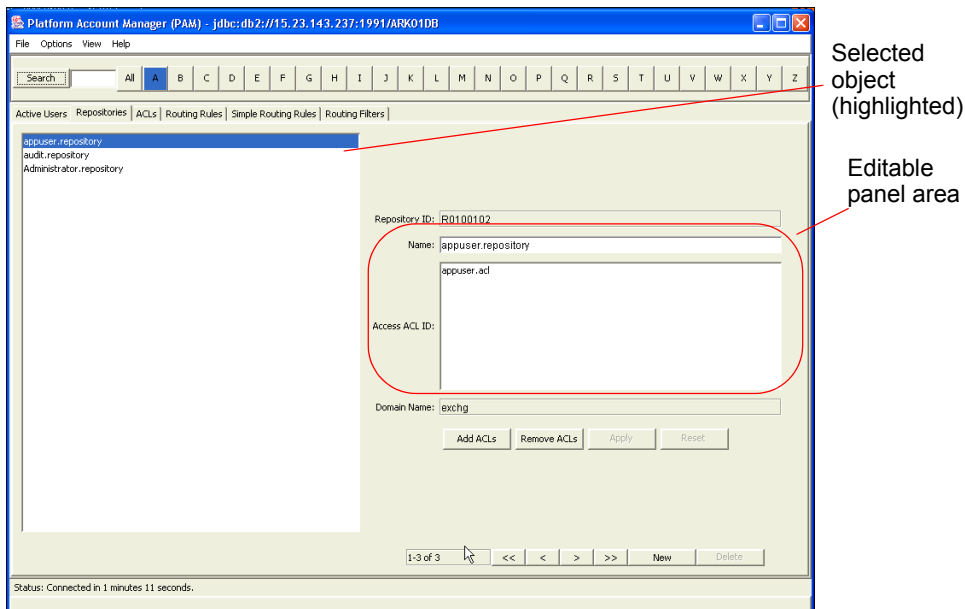 Platform Account Manager (PAM) - jdbc:db2://15.23.143.237:1991/ARK01DB
File Options View Help
Search All A B C D E F G H I J K L M N O P Q R S T U V W X Y Z
Active Users Repositories ACLs Routing Rules Simple Routing Rules Routing Filters
appuser.repository
audit.repository
Administrator.repository
Repository ID: R0100102
Name: appuser.repository
Access ACL ID: appuser.acl
Domain Name: exchg
Add ACLs Remove ACLs Apply Reset
1-3 of 3 << < > >> New Delete
Status: Connected in 1 minutes 11 seconds.
Selected
object
(highlighted)
Editable
panel area